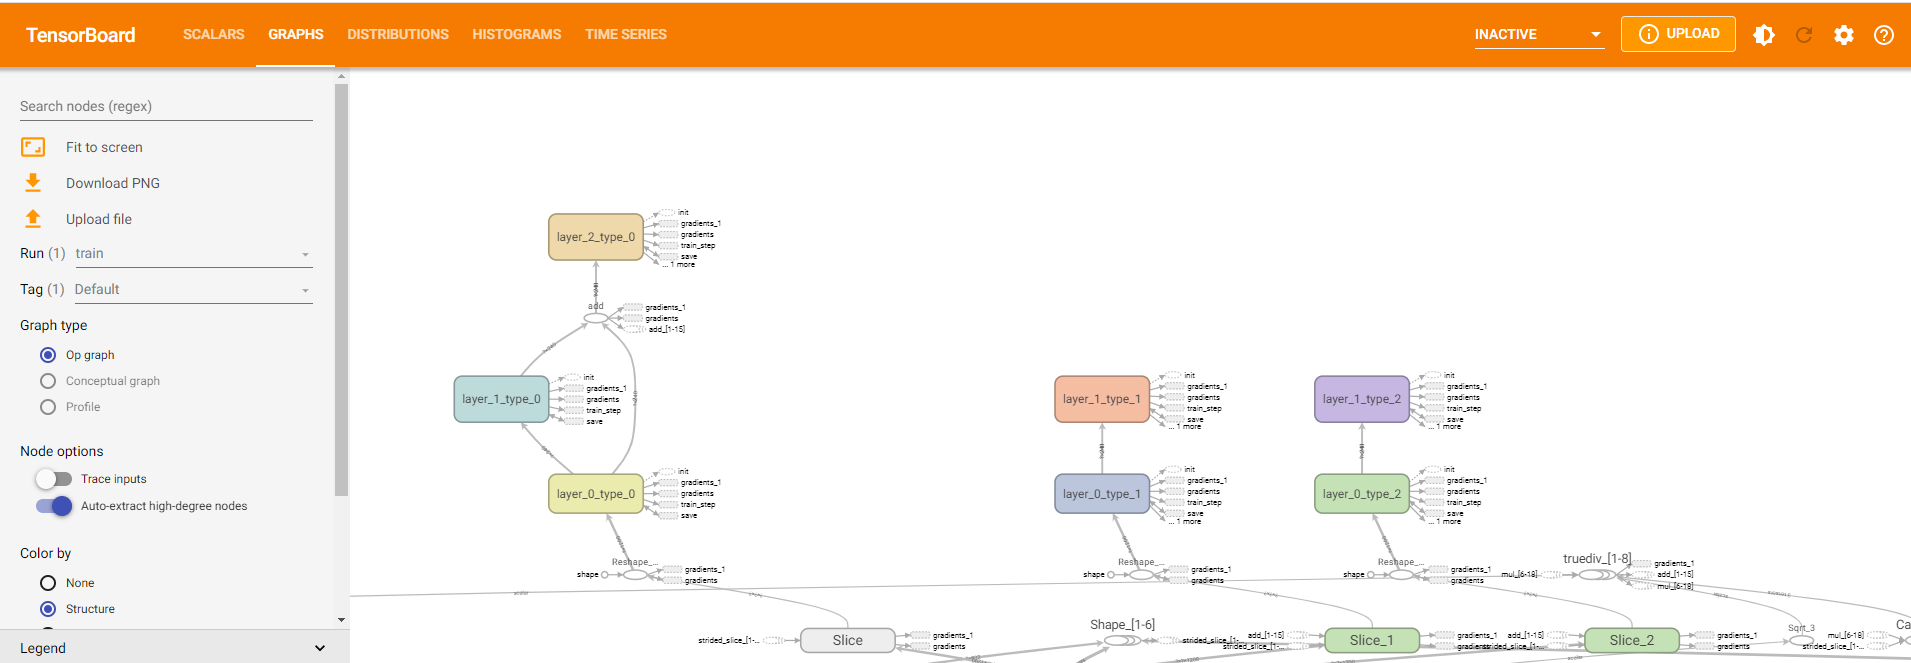 TensorBoard SCALARS GRAPHS DISTRIBUTIONS HISTOGRAMS TIME SERIES INACTIVE UPLOAD
Search nodes (regex)
Fit to screen
Download PNG
Upload file
Run (1) train
Tag (1) Default
Graph type
Op graph
Conceptual graph
Profile
Node options
Trace inputs
Auto-extract high-degree nodes
Color by
None
Structure
Legend
layer_2_type_0
init
gradients_1
gradients
train_step
save
... 1 more
add
gradients_1
gradients
add_[1-15]
layer_1_type_0
init
gradients_1
gradients
train_step
save
layer_0_type_0
init
gradients_1
gradients
train_step
save
Reshape_...
shape
gradients_1
gradients
layer_1_type_1
init
gradients_1
gradients
train_step
save
... 1 more
layer_0_type_1
init
gradients_1
gradients
train_step
save
... 1 more
Reshape_...
shape
gradients_1
gradients
layer_1_type_2
init
gradients_1
gradients
train_step
save
... 1 more
layer_0_type_2
init
gradients_1
gradients
train_step
save
... 1 more
Reshape_...
shape
gradients_1
gradients
truediv_[1-8]
mul_[6-18]
gradients_1
add_[1-15]
mul_[6-18]
scalar
strided_slice_[1-...
Slice
gradients_1
gradients
Shape_[1-6]
strided_slice_[1-...
add_[1-15]
Slice_1
gradients_1
gradients
add_[1-15]
strided_slice_[1-...
Slice_2
gradients_1
gradients
Sqrt_3
mul_[6-18]
strided_slice_[1-...
Ca